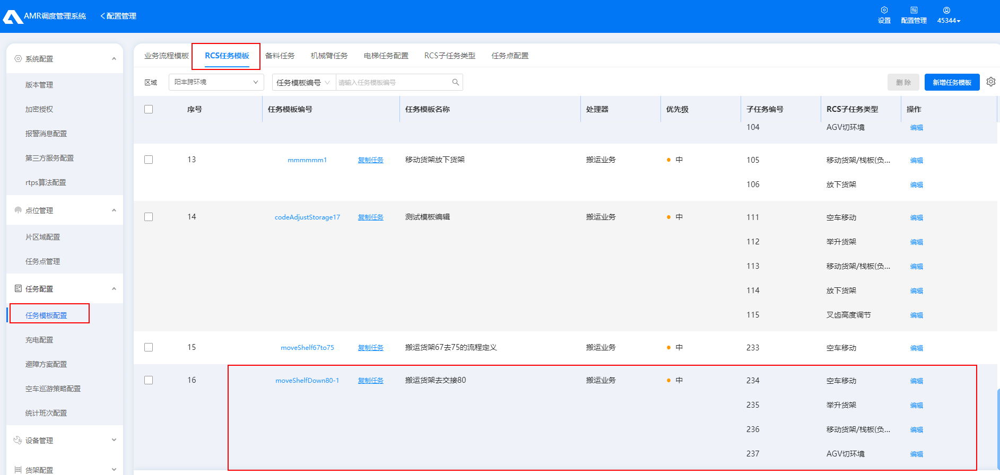 AMR调度管理系统 配置管理 设置 配置管理 45344
系统配置
版本管理
加密授权
报警消息配置
第三方服务配置
rtps算法配置
点位管理
片区域配置
任务点管理
任务配置
任务模板配置
充电配置
避障方案配置
空车巡游策略配置
统计班次配置
设备管理
货架配置
业务流程模板 RCS任务模板 备料任务 机械臂任务 电梯任务配置 RCS子任务类型 任务点配置
区域 阳丰跨环境 任务模板编号 请输入任务模板编号 删 除 新增任务模板
序号 任务模板编号 任务模板名称 处理器 优先级 子任务编号 RCS子任务类型 操作
104 AGV切环境 编辑
13 mmmmmm1 复制任务 移动货架放下货架 搬运业务 中 105 移动货架/栈板(负... 编辑
106 放下货架 编辑
14 codeAdjustStorage17 复制任务 测试模板编辑 搬运业务 中 111 空车移动 编辑
112 举升货架 编辑
113 移动货架/栈板(负... 编辑
114 放下货架 编辑
115 叉齿高度调节 编辑
15 moveShelf67to75 复制任务 搬运货架67去75的流程定义 搬运业务 中 233 空车移动 编辑
16 moveShelfDown80-1 复制任务 搬运货架去交接80 搬运业务 中 234 空车移动 编辑
235 举升货架 编辑
236 移动货架/栈板(负... 编辑
237 AGV切环境 编辑